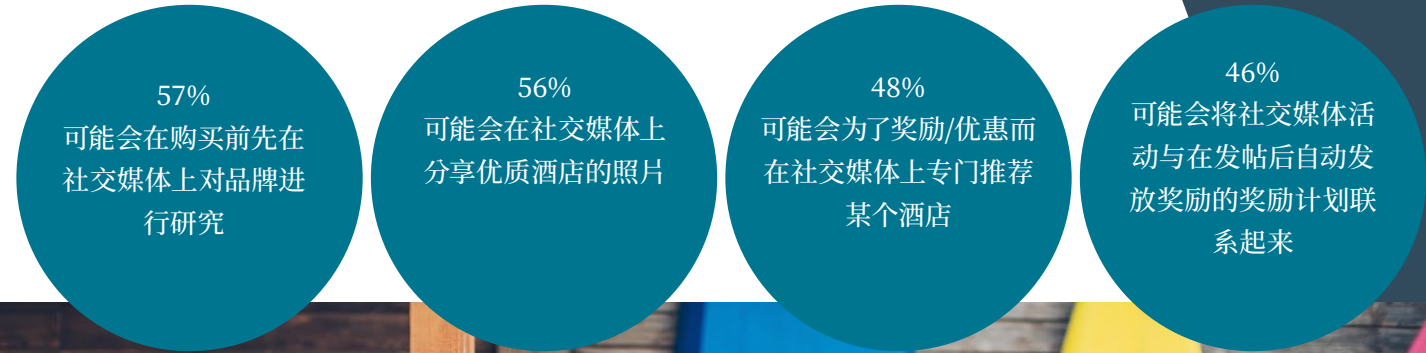 57%
可能会在购买前先在
社交媒体上对品牌进
行研究
56%
可能会在社交媒体上
分享优质酒店的照片
48%
可能会为了奖励/优惠而
在社交媒体上专门推荐
某个酒店
46%
可能会将社交媒体活
动与在发帖后自动发
放奖励的奖励计划联
系起来